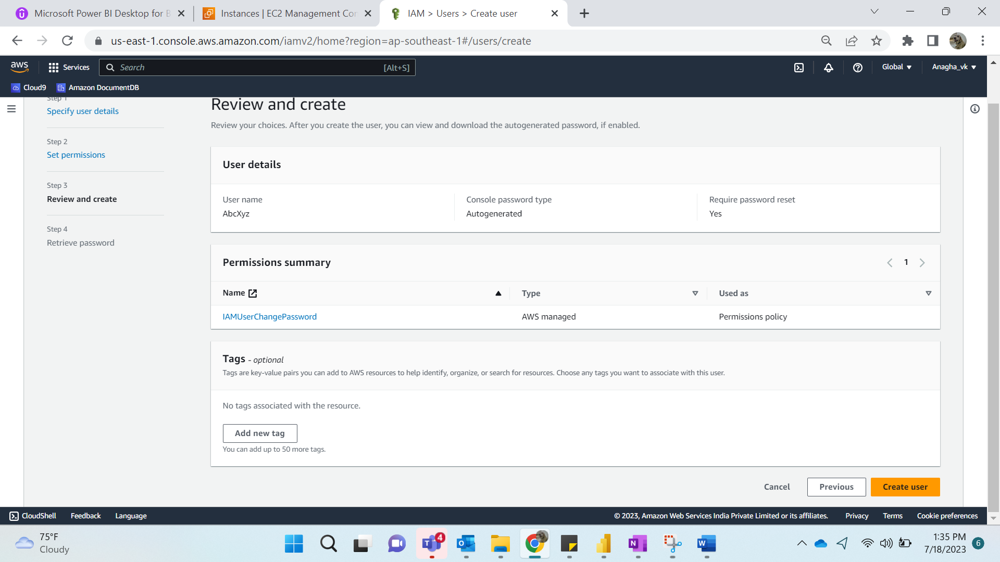 Microsoft Power BI Desktop for B
Instances | EC2 Management Con
IAM > Users > Create user
us-east-1.console.aws.amazon.com/iamv2/home?region=ap-southeast-1#/users/create
aws
Services
Search
[Alt+S]
Global
Anagha_vk
Cloud9
Amazon DocumentDB
Step 1
Specify user details
Step 2
Set permissions
Step 3
Review and create
Step 4
Retrieve password
Review and create
Review your choices. After you create the user, you can view and download the autogenerated password, if enabled.
User details
User name
AbcXyz
Console password type
Autogenerated
Require password reset
Yes
Permissions summary
1
Name
Type
Used as
IAMUserChangePassword
AWS managed
Permissions policy
Tags - optional
Tags are key-value pairs you can add to AWS resources to help identify, organize, or search for resources. Choose any tags you want to associate with this user.
No tags associated with the resource.
Add new tag
You can add up to 50 more tags.
Cancel
Previous
Create user
CloudShell
Feedback
Language
© 2023, Amazon Web Services India Private Limited or its affiliates.
Privacy
Terms
Cookie preferences
75°F
Cloudy
4
1:35 PM
7/18/2023
6